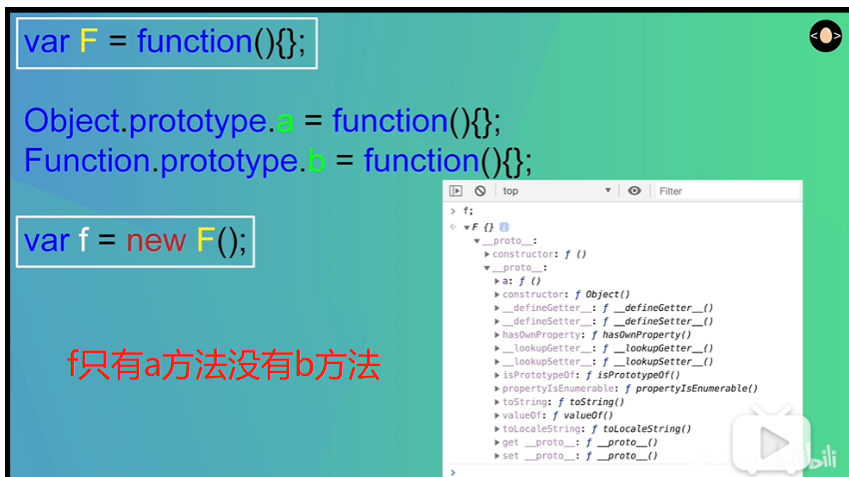 var F = function(){};
Object.prototype.a = function(){};
Function.prototype.b = function(){};
var f = new F();
f只有a方法没有b方法
top
Filter
> f;
F {}
__proto__:
constructor: ƒ ()
__proto__:
a: ƒ ()
constructor: ƒ Object()
__defineGetter__: ƒ __defineGetter__()
__defineSetter__: ƒ __defineSetter__()
hasOwnProperty: ƒ hasOwnProperty()
__lookupGetter__: ƒ __lookupGetter__()
__lookupSetter__: ƒ __lookupSetter__()
isPrototypeOf: ƒ isPrototypeOf()
propertyIsEnumerable: ƒ propertyIsEnumerable()
toString: ƒ toString()
valueOf: ƒ valueOf()
toLocaleString: ƒ toLocaleString()
get __proto__: ƒ __proto__()
set __proto__: ƒ __proto__()
>